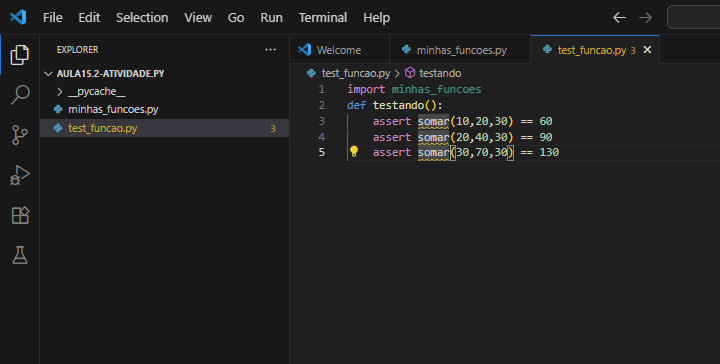 File Edit Selection View Go Run Terminal Help
EXPLORER ...
Welcome minhas_funcoes.py test_funcao.py 3
AULA15.2-ATIVIDADE.PY
__pycache__
minhas_funcoes.py
test_funcao.py 3
test_funcao.py > testando
1 import minhas_funcoes
2 def testando():
3 assert somar(10,20,30) == 60
4 assert somar(20,40,30) == 90
5 assert somar(30,70,30) == 130